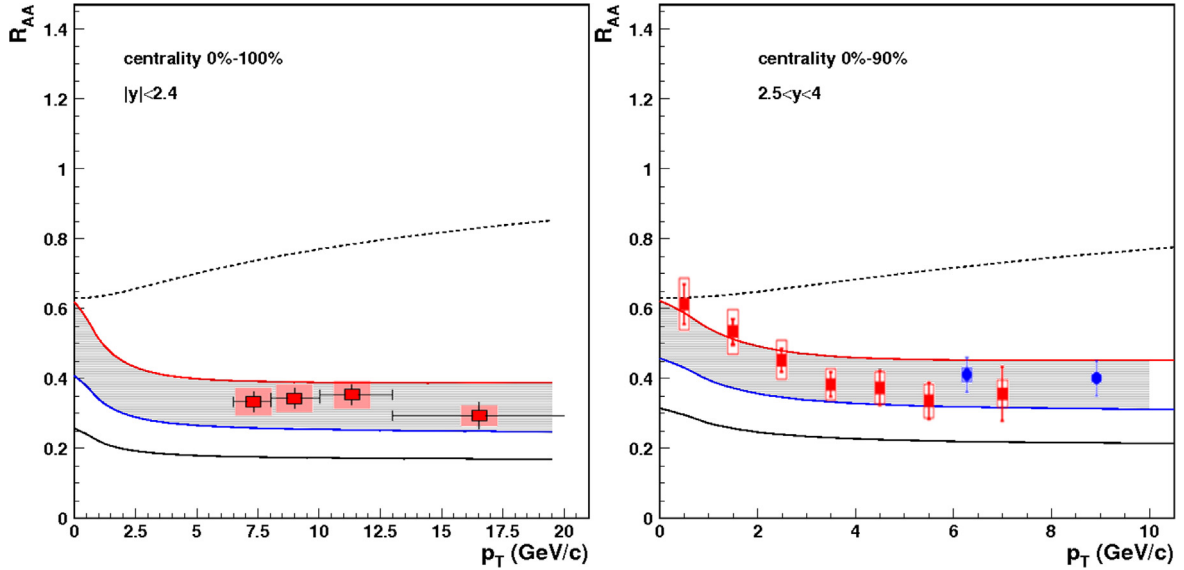 R_AA
1.4
1.2
1
0.8
0.6
0.4
0.2
0
centrality 0%-100%
|y|<2.4
0 2.5 5 7.5 10 12.5 15 17.5 20
p_T (GeV/c)
R_AA
1.4
1.2
1
0.8
0.6
0.4
0.2
0
centrality 0%-90%
2.5<y<4
0 2 4 6 8 10
p_T (GeV/c)